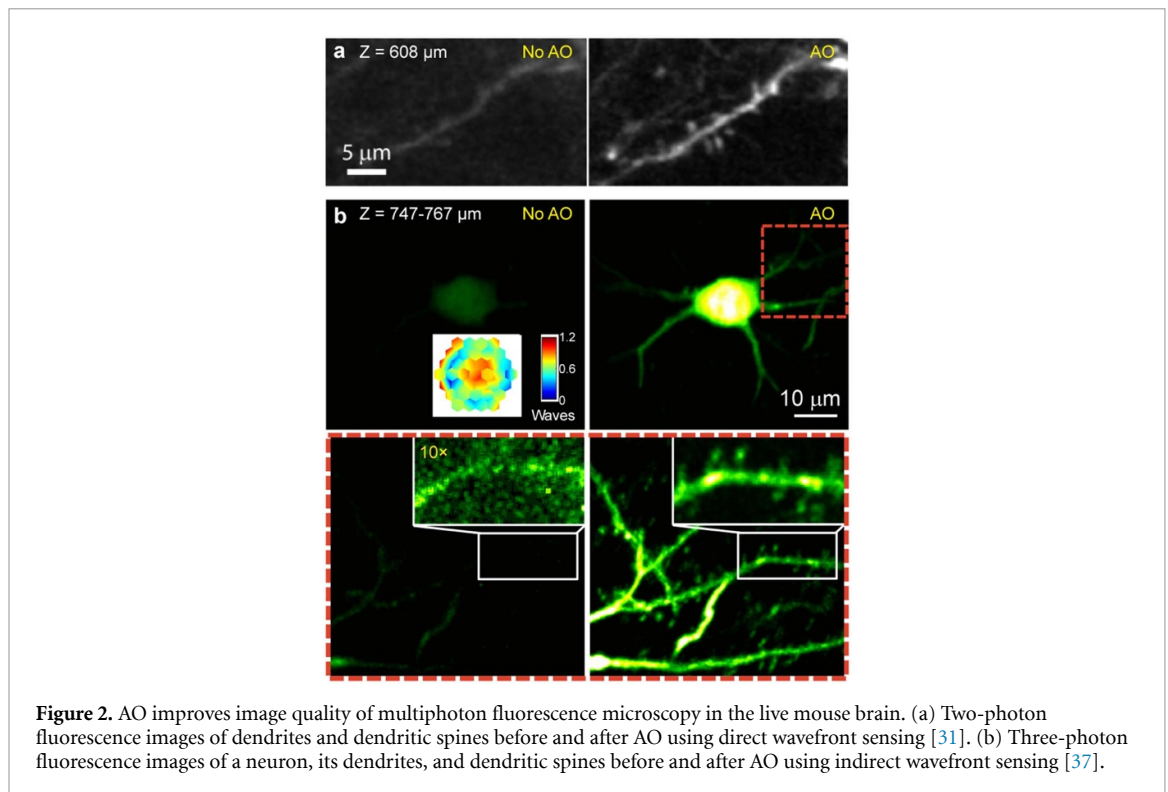 a Z = 608 µm No AO AO
5 µm
b Z = 747-767 µm No AO AO
1.2
0.6
0
Waves
10 µm
10×
Figure 2. AO improves image quality of multiphoton fluorescence microscopy in the live mouse brain. (a) Two-photon
fluorescence images of dendrites and dendritic spines before and after AO using direct wavefront sensing [31]. (b) Three-photon
fluorescence images of a neuron, its dendrites, and dendritic spines before and after AO using indirect wavefront sensing [37].